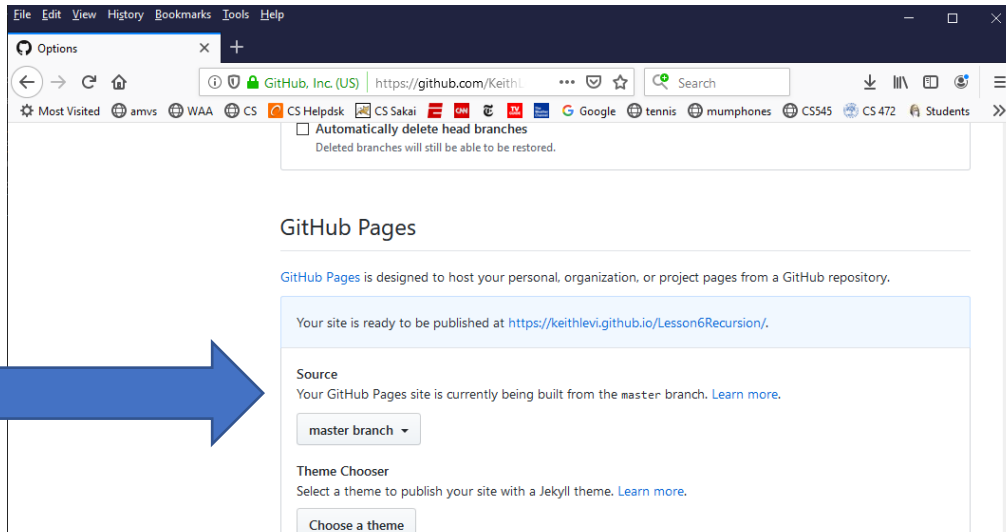 File Edit View History Bookmarks Tools Help
Options
GitHub, Inc. (US) https://github.com/Keith Search
Most Visited amvs WAA CS CS Helpdsk CS Sakai CNN Google tennis mumphones CS545 CS 472 Students
Automatically delete head branches
Deleted branches will still be able to be restored.
GitHub Pages
GitHub Pages is designed to host your personal, organization, or project pages from a GitHub repository.
Your site is ready to be published at https://keithlevi.github.io/Lesson6Recursion/.
Source
Your GitHub Pages site is currently being built from the master branch. Learn more.
master branch
Theme Chooser
Select a theme to publish your site with a Jekyll theme. Learn more.
Choose a theme